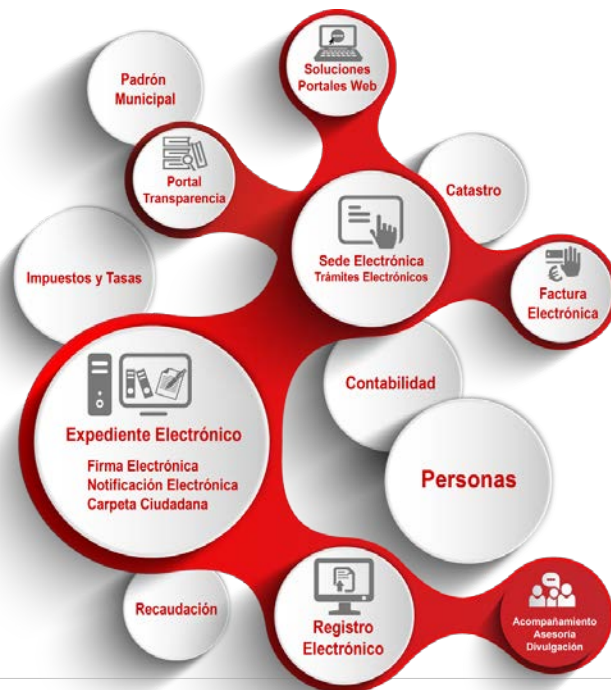 Soluciones
Portales Web
Padrón
Municipal
Portal
Transparencia
Catastro
Sede Electrónica
Trámites Electrónicos
Impuestos y Tasas
Factura
Electrónica
Contabilidad
Expediente Electrónico
Firma Electrónica
Notificación Electrónica
Carpeta Ciudadana
Personas
Recaudación
Registro
Electrónico
Acompañamiento
Asesoría
Divulgación